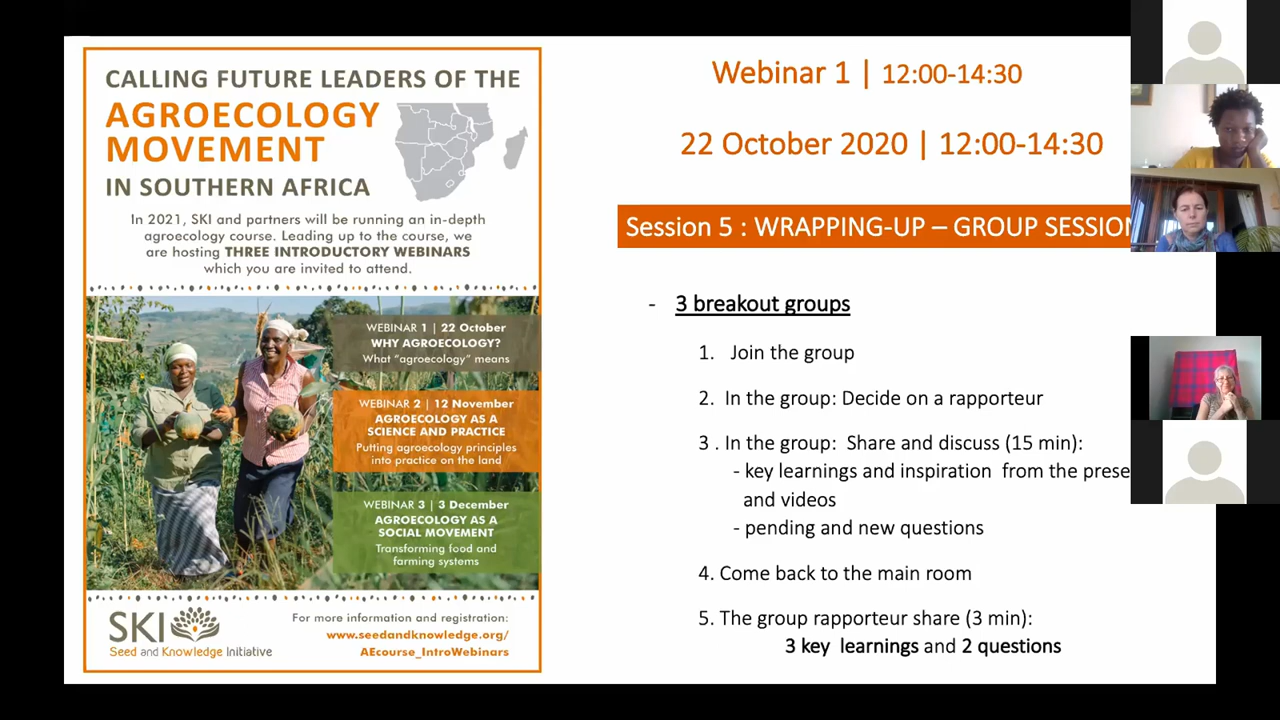 CALLING FUTURE LEADERS OF THE
AGROECOLOGY
MOVEMENT
IN SOUTHERN AFRICA
In 2021, SKI and partners will be running an in-depth
agroecology course. Leading up to the course, we
are hosting THREE INTRODUCTORY WEBINARS
which you are invited to attend.
WEBINAR 1 | 22 October
WHY AGROECOLOGY?
What “agroecology” means
WEBINAR 2 | 12 November
AGROECOLOGY AS A
SCIENCE AND PRACTICE
Putting agroecology principles
into practice on the land
WEBINAR 3 | 3 December
AGROECOLOGY AS A
SOCIAL MOVEMENT
Transforming food and
farming systems
SKI
Seed and Knowledge Initiative
For more information and registration:
www.seedandknowledge.org/
AEcourse_IntroWebinars
Webinar 1 | 12:00-14:30
22 October 2020 | 12:00-14:30
Session 5 : WRAPPING-UP – GROUP SESSION
- 3 breakout groups
1. Join the group
2. In the group: Decide on a rapporteur
3 . In the group: Share and discuss (15 min):
- key learnings and inspiration from the prese
and videos
- pending and new questions
4. Come back to the main room
5. The group rapporteur share (3 min):
3 key learnings and 2 questions